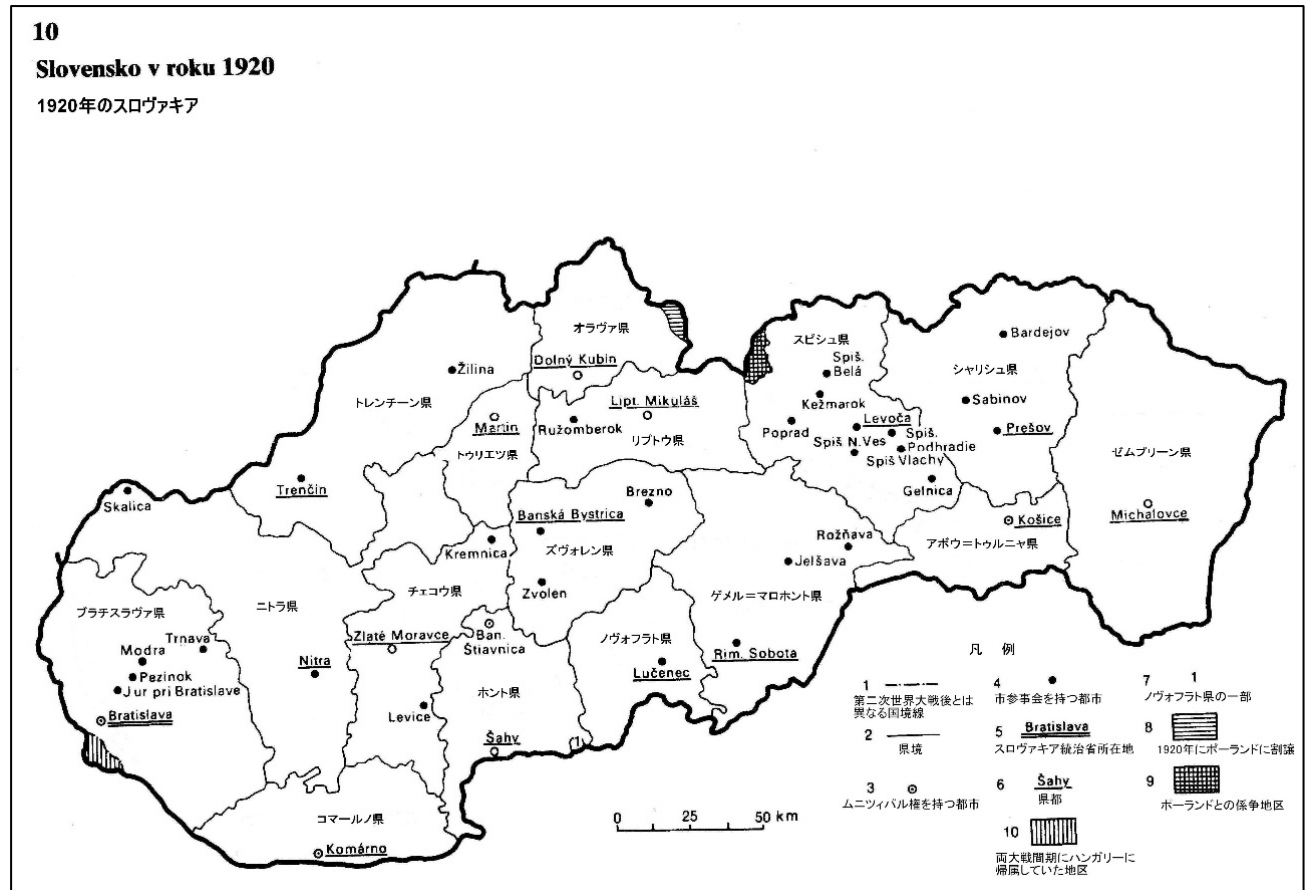 10
Slovensko v roku 1920
1920年のスロヴァキア
オラヴァ県
Dolný Kubín
Žilina
トレンチーン県
Martin
トゥリエツ県
Lipt. Mikuláš
Ružomberok
リプトウ県
スピシュ県
Spiš.
Belá
Kežmarok
Poprad
Levoča
Spiš N.Ves
Spiš.
Podhradie
Spiš Vlachy
Gelnica
Bardejov
シャリシュ県
Sabinov
Prešov
ゼムプリーン県
Michalovce
Košice
アボウ=トゥルニャ県
Trenčín
Skalica
Brezno
Banská Bystrica
ズヴォレン県
Zvolen
Kremnica
Rožňava
Jelšava
ゲメル=マロホント県
Rim. Sobota
ブラチスラヴァ県
Trnava
Modra
Pezinok
Jur pri Bratislave
Bratislava
ニトラ県
Nitra
チェコウ県
Zlaté Moravce
Levice
Ban.
Štiavnica
ホント県
Šahy
(1)
ノヴォフラト県
Lučenec
コマールノ県
Komárno
0 25 50 km
凡 例
1
第二次世界大戦後とは
異なる国境線
2
県境
3
ムニツィパル権を持つ都市
4
市参事会を持つ都市
5 Bratislava
スロヴァキア統治省所在地
6 Šahy
県都
7 1
ノヴォフラト県の一部
8
1920年にポーランドに割譲
9
ポーランドとの係争地区
10
両大戦間期にハンガリーに
帰属していた地区